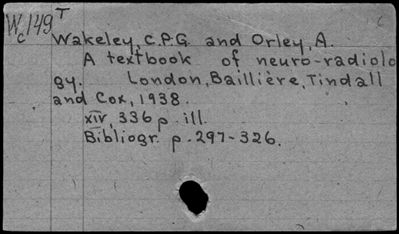 W 149 T
c
Wakeley, C.P.G. and Orley, A.
A textbook of neuro-radiolo
gy. London, Baillière, Tindall
and Cox, 1938.
xiv, 336 p. ill.
Bibliogr. p. 297-326.